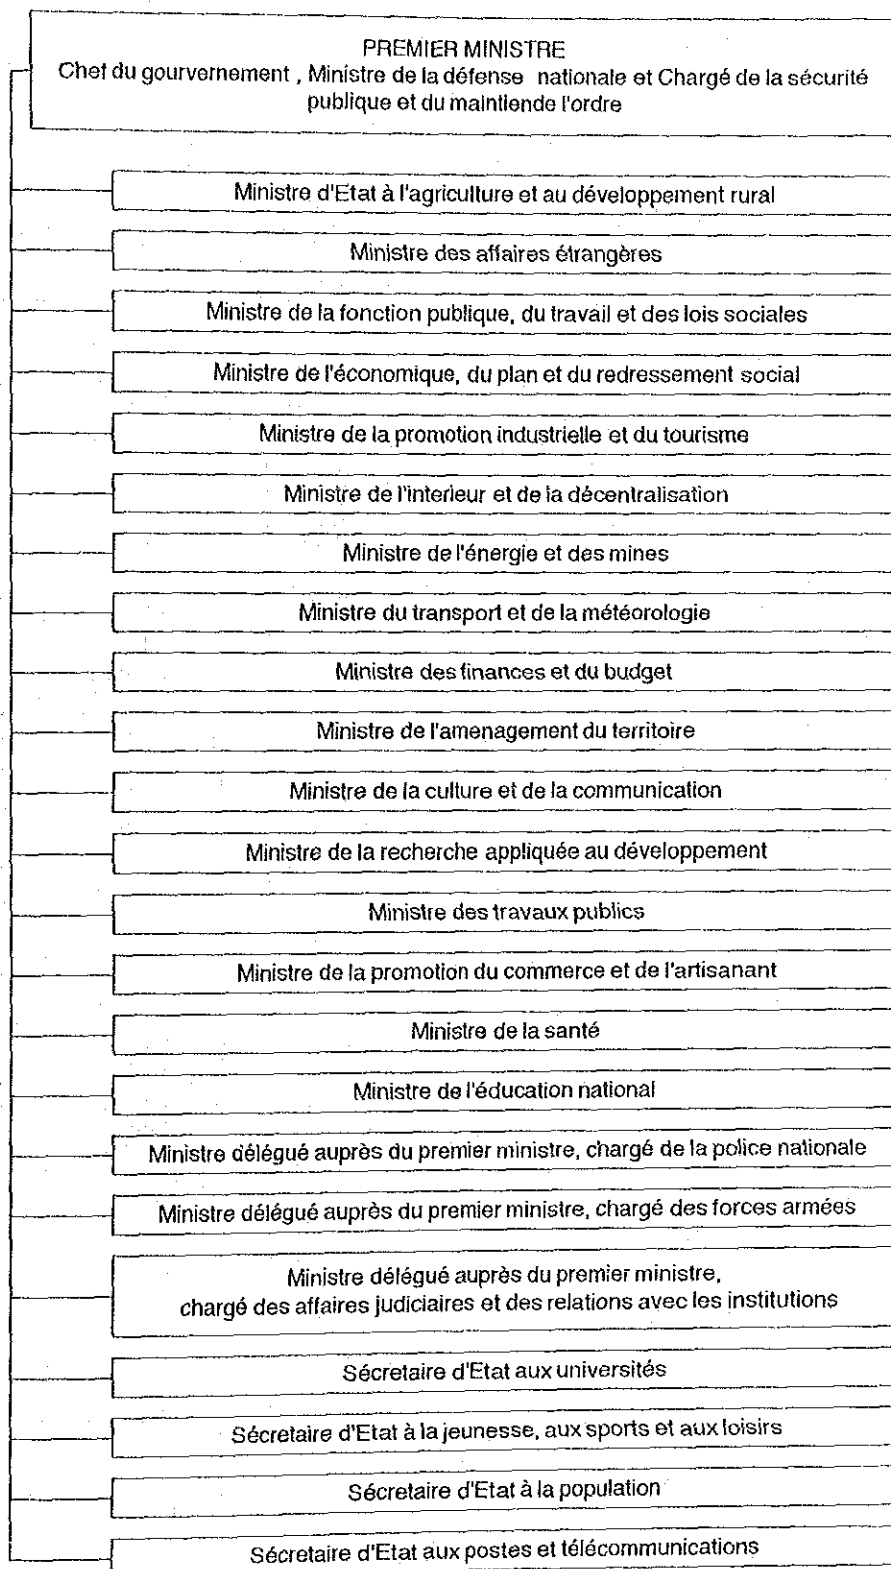 PREMIER MINISTRE
Chef du gourvernement , Ministre de la défense nationale et Chargé de la sécurité
publique et du maintiende l'ordre
Ministre d'Etat à l'agriculture et au développement rural
Ministre des affaires étrangères
Ministre de la fonction publique, du travail et des lois sociales
Ministre de l'économique, du plan et du redressement social
Ministre de la promotion industrielle et du tourisme
Ministre de l'interieur et de la décentralisation
Ministre de l'énergie et des mines
Ministre du transport et de la météorologie
Ministre des finances et du budget
Ministre de l'amenagement du territoire
Ministre de la culture et de la communication
Ministre de la recherche appliquée au développement
Ministre des travaux publics
Ministre de la promotion du commerce et de l'artisanant
Ministre de la santé
Ministre de l'éducation national
Ministre délégué auprès du premier ministre, chargé de la police nationale
Ministre délégué auprès du premier ministre, chargé des forces armées
Ministre délégué auprès du premier ministre,
chargé des affaires judiciaires et des relations avec les institutions
Sécretaire d'Etat aux universités
Sécretaire d'Etat à la jeunesse, aux sports et aux loisirs
Sécretaire d'Etat à la population
Sécretaire d'Etat aux postes et télécommunications